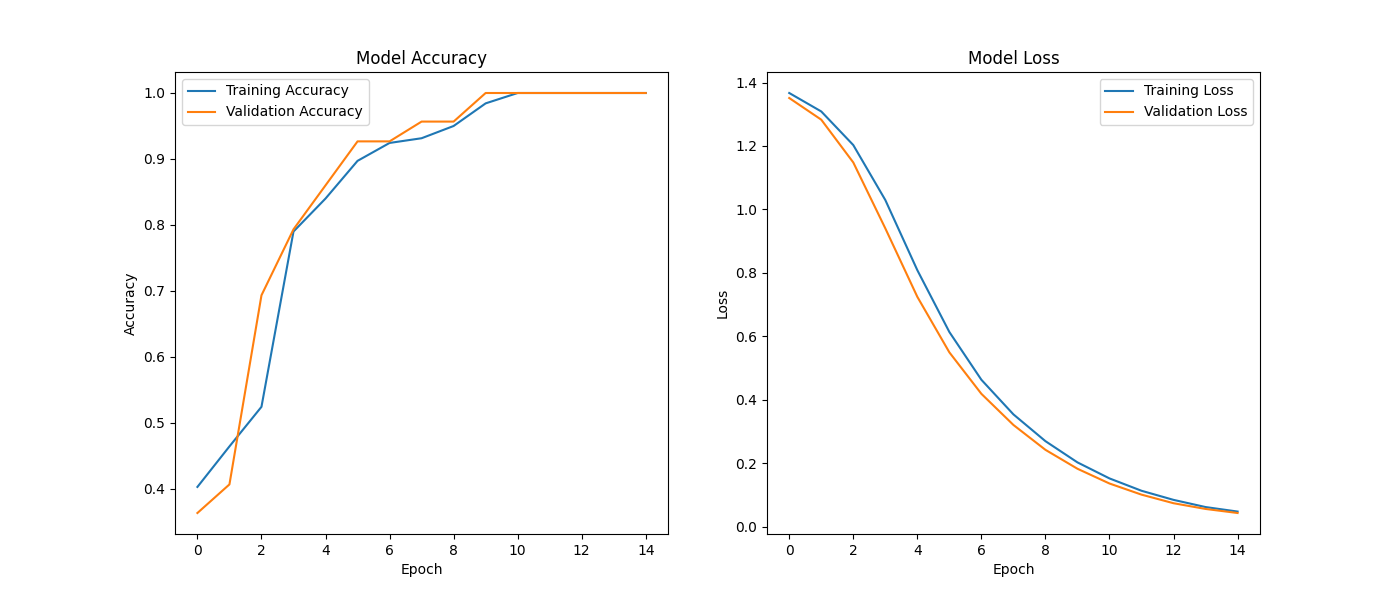 Model Accuracy
Training Accuracy
Validation Accuracy
Accuracy
1.0
0.9
0.8
0.7
0.6
0.5
0.4
0 2 4 6 8 10 12 14
Epoch
Model Loss
Training Loss
Validation Loss
Loss
1.4
1.2
1.0
0.8
0.6
0.4
0.2
0.0
0 2 4 6 8 10 12 14
Epoch